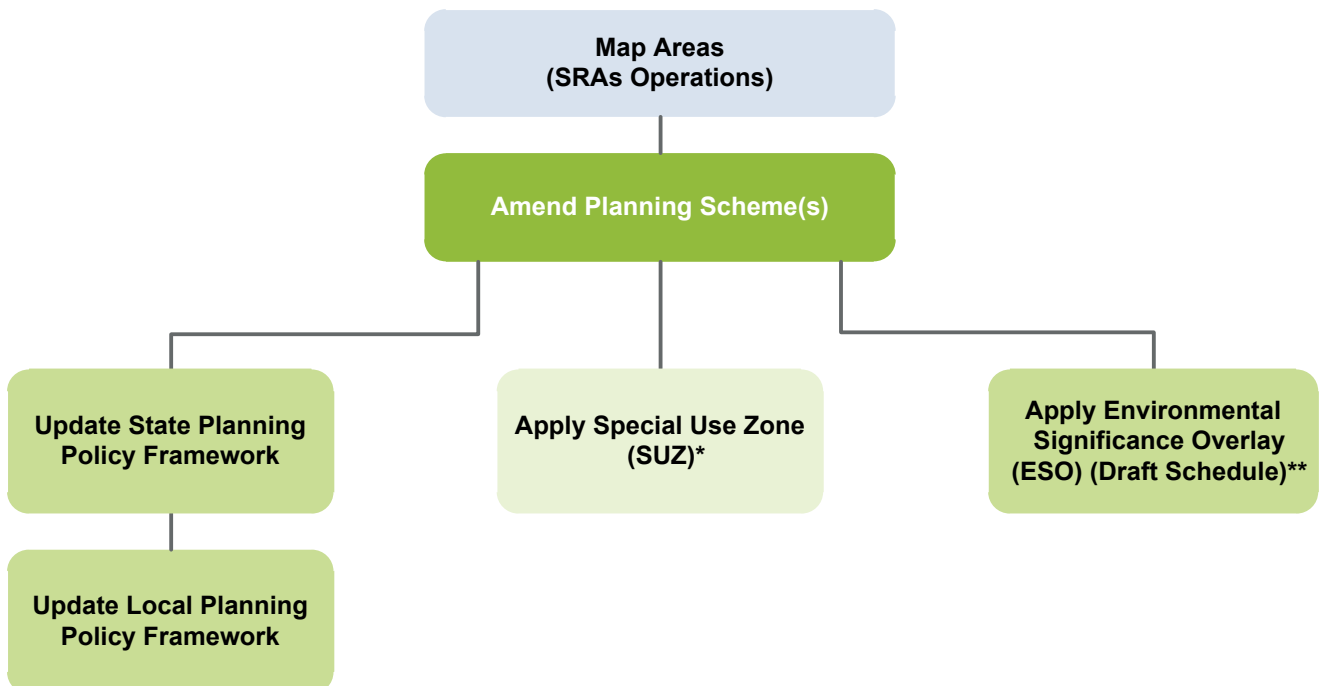 Map Areas
(SRAs Operations)
Amend Planning Scheme(s)
Update State Planning
Policy Framework
Apply Special Use Zone
(SUZ)*
Apply Environmental
Significance Overlay
(ESO) (Draft Schedule)**
Update Local Planning
Policy Framework